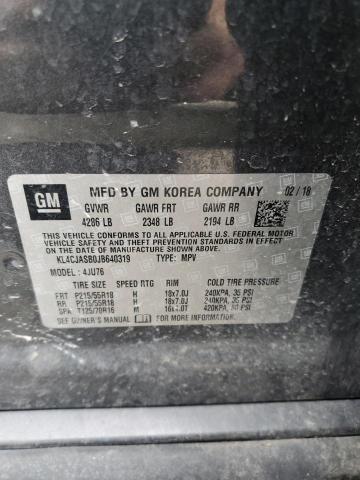 GM
MFD BY GM KOREA COMPANY 02/18
GVWR GAWR FRT GAWR RR
4286 LB 2348 LB 2194 LB
THIS VEHICLE CONFORMS TO ALL APPLICABLE
U.S. FEDERAL MOTOR VEHICLE SAFETY, BUMPER, AND
THEFT PREVENTION STANDARDS IN EFFECT ON THE DATE OF
MANUFACTURE SHOWN ABOVE.
KL4CJASB0JB640319 TYPE: MPV
MODEL: 4JU76
TIRE SIZE SPEED RTG RIM COLD TIRE PRESSURE
FRT P215/55R18 H 18x7.0J 240KPA, 35 PSI
RR P215/55R18 H 18x7.0J 240KPA, 35 PSI
SPA T125/70R16 M 420KPA, 60 PSI
SEE OWNER'S MANUAL FOR MORE INFORMATION.